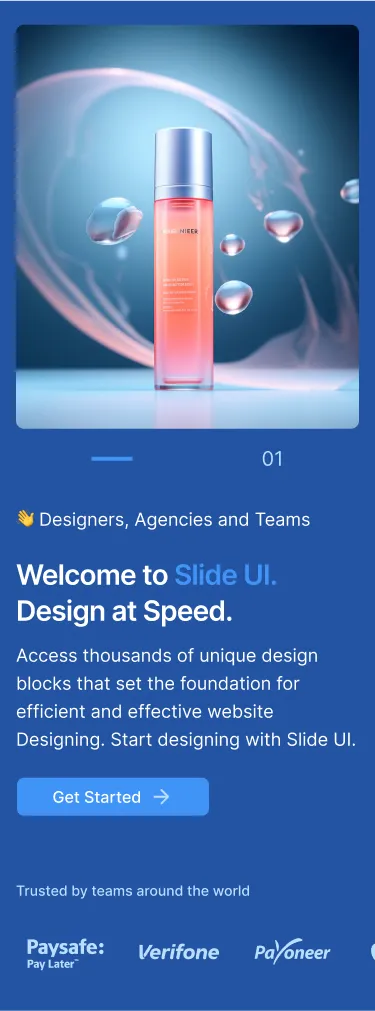 01
👋 Designers, Agencies and Teams
Welcome to Slide UI.
Design at Speed.
Access thousands of unique design
blocks that set the foundation for
efficient and effective website
Designing. Start designing with Slide UI.
Get Started →
Trusted by teams around the world
Paysafe:
Pay Later™
Verifone
Payoneer